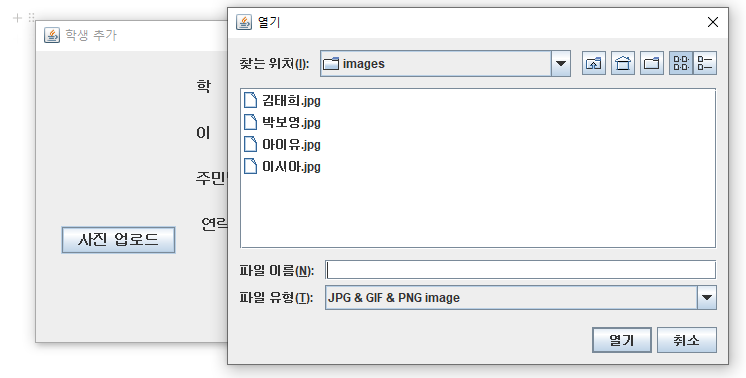 학생 추가
학
이
주민
연락
사진 업로드
열기
찾는 위치(I):
images
김태희.jpg
박보영.jpg
아이유.jpg
이시아.jpg
파일 이름(N):
파일 유형(T):
JPG & GIF & PNG image
열기
취소